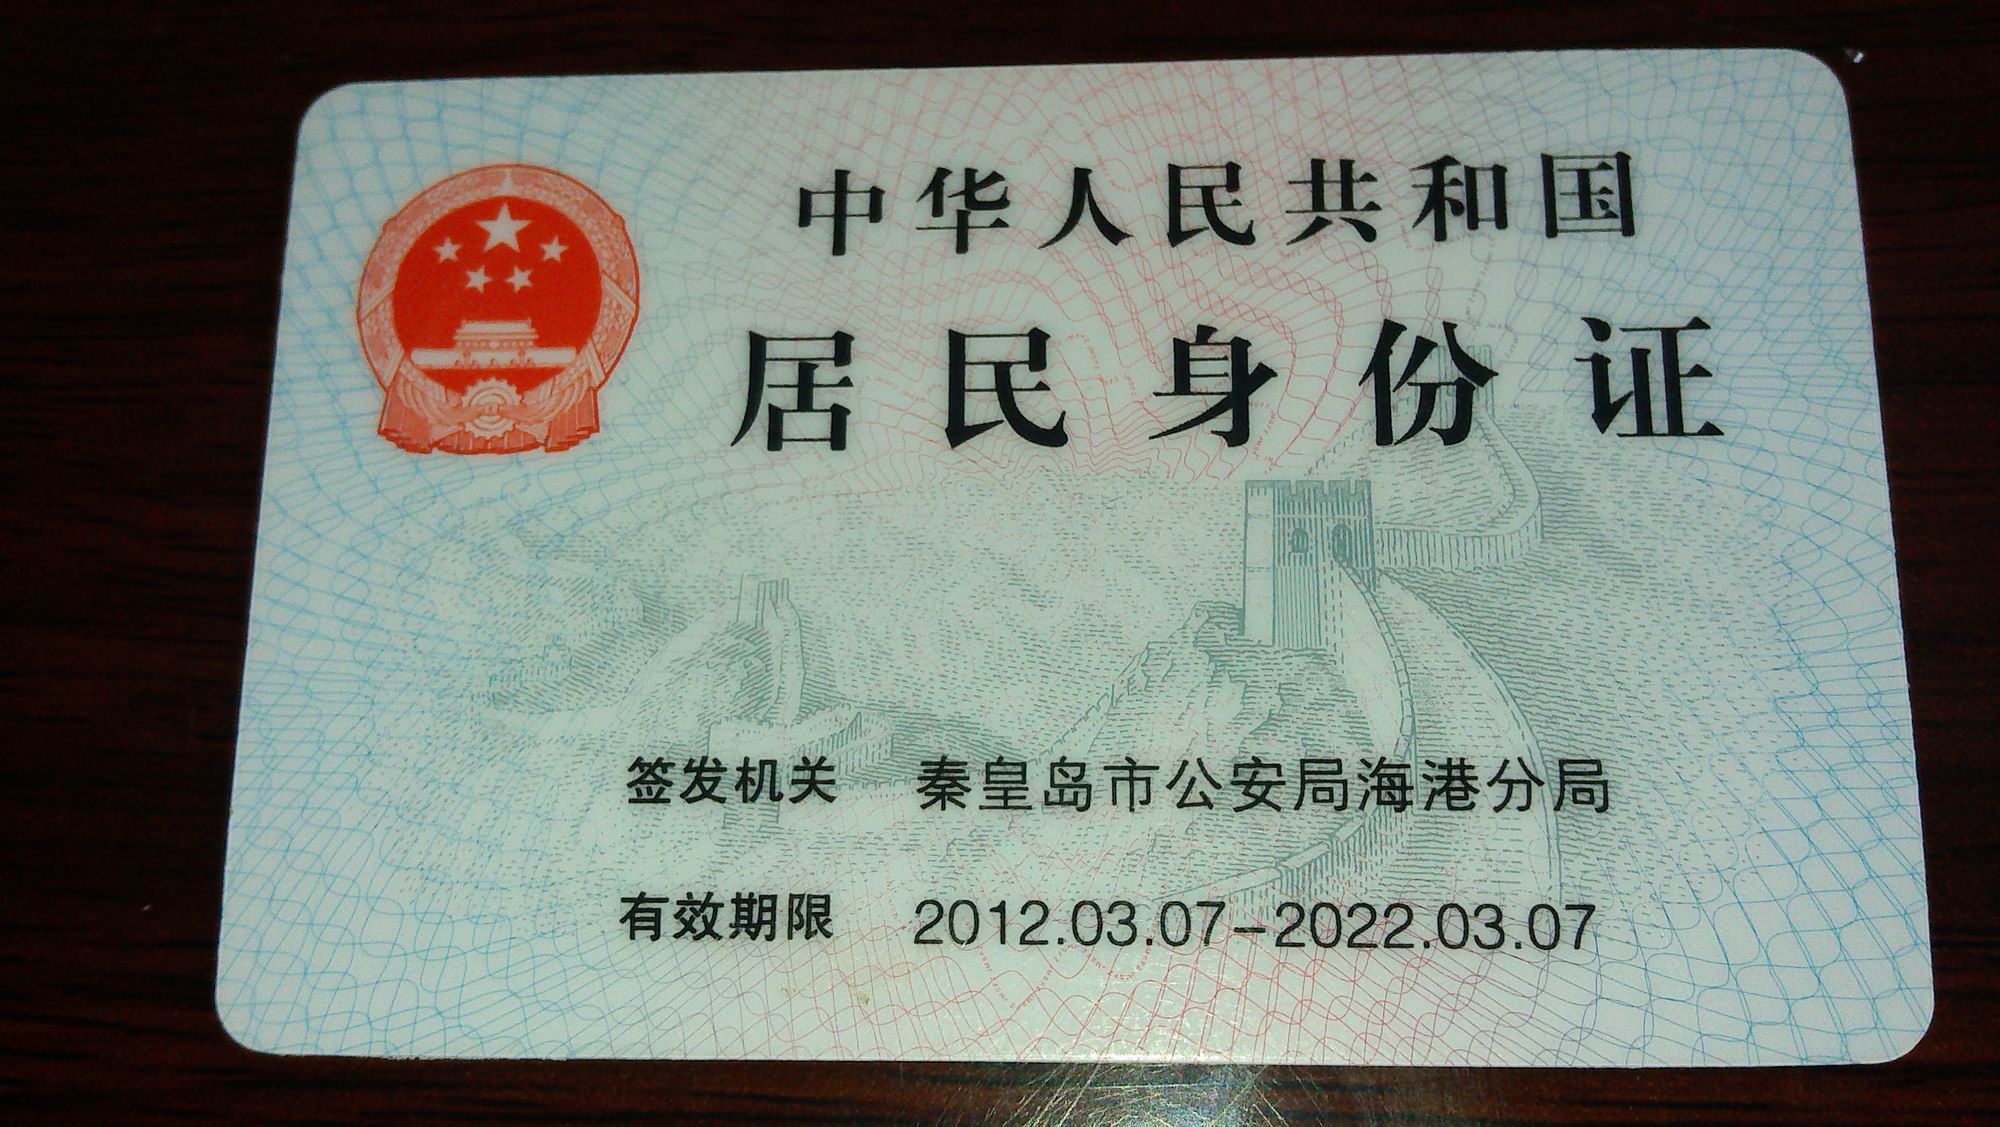 中华人民共和国
居民身份证
签发机关 秦皇岛市公安局海港分局
有效期限 2012.03.07-2022.03.07